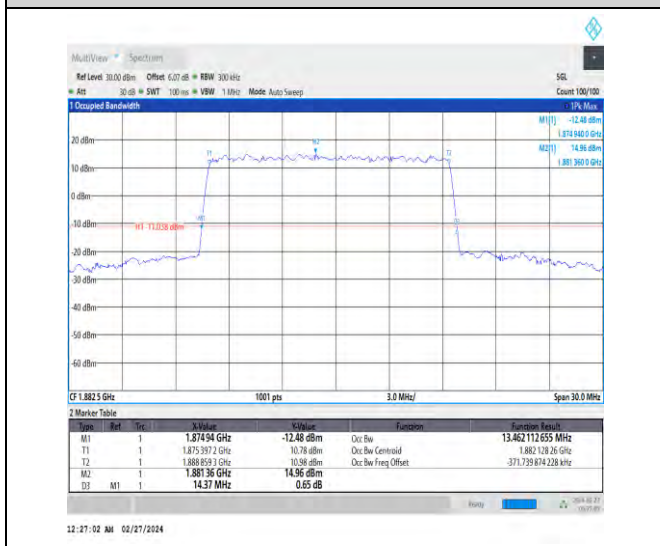 MultiView Spectrum
Ref Level 30.00 dBm Offset 6.07 dB RBW 300 kHz SGL
Att 30 dB SWT 100 ms VBW 1 MHz Mode Auto Sweep Count 100/100
1 Occupied Bandwidth 1Pk Max
M1[1] -12.48 dBm
1.874 940 0 GHz
M2[1] 14.96 dBm
1.881 360 0 GHz
20 dBm
M2
T1 T2
10 dBm
0 dBm
M1
-10 dBm
H1 -11.038 dBm
-20 dBm
-30 dBm
-40 dBm
-50 dBm
-60 dBm
CF 1.882 5 GHz 1001 pts 3.0 MHz/ Span 30.0 MHz
2 Marker Table
Type Ref Trc X-Value Y-Value Function Function Result
M1 1 1.874 94 GHz -12.48 dBm Occ Bw 13.462 112 655 MHz
T1 1 1.875 397 2 GHz 10.78 dBm Occ Bw Centroid 1.882 128 26 GHz
T2 1 1.888 859 3 GHz 10.98 dBm Occ Bw Freq Offset -371.739 874 228 kHz
M2 1 1.881 36 GHz 14.96 dBm
D3 M1 1 14.37 MHz 0.65 dB
Ready
12:27:02 AM 02/27/2024